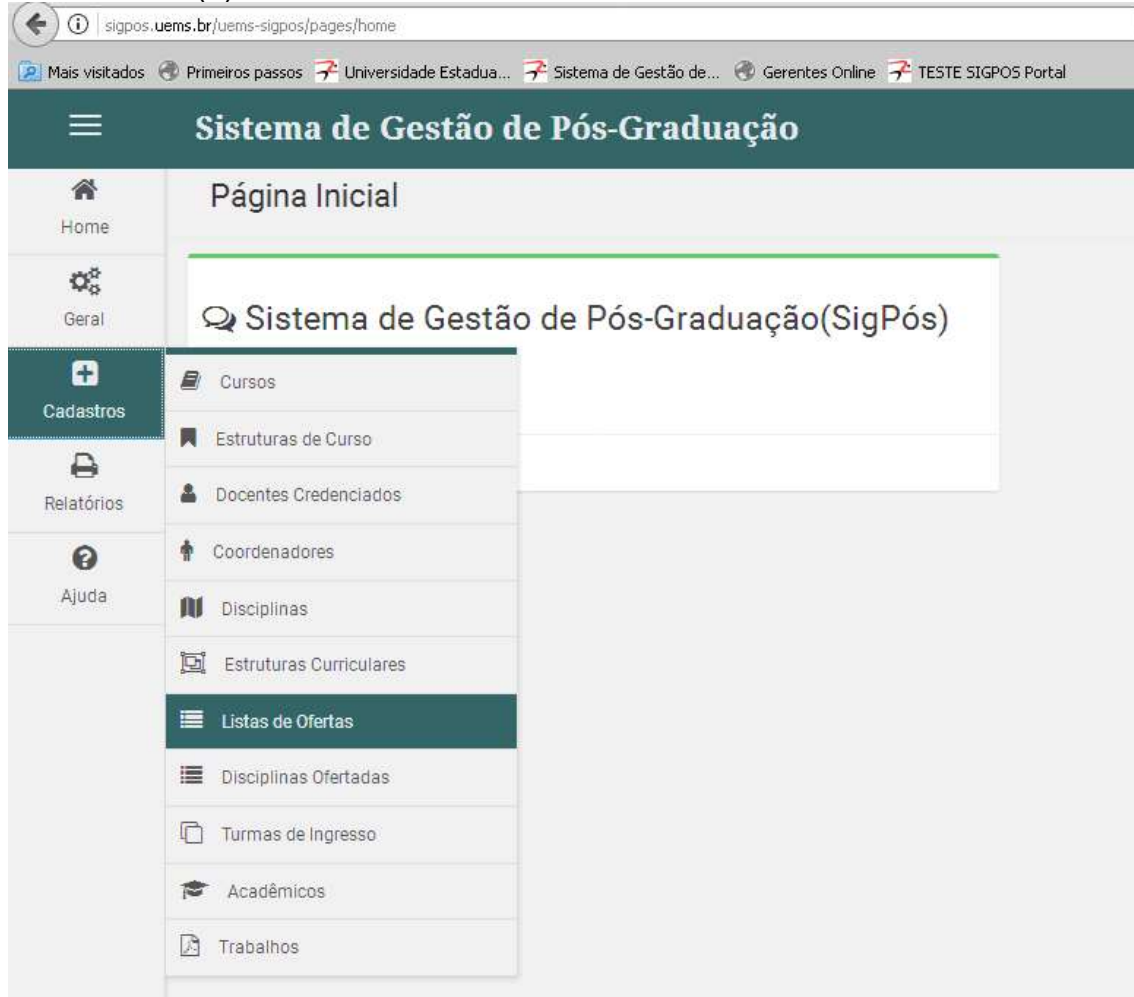 sigpos.uems.br/uems-sigpos/pages/home
Mais visitados Primeiros passos Universidade Estadua... Sistema de Gestão de... Gerentes Online TESTE SIGPOS Portal
Sistema de Gestão de Pós-Graduação
Página Inicial
Home
Geral
Sistema de Gestão de Pós-Graduação(SigPós)
Cadastros
Cursos
Estruturas de Curso
Relatórios
Docentes Credenciados
Coordenadores
Ajuda
Disciplinas
Estruturas Curriculares
Listas de Ofertas
Disciplinas Ofertadas
Turmas de Ingresso
Acadêmicos
Trabalhos